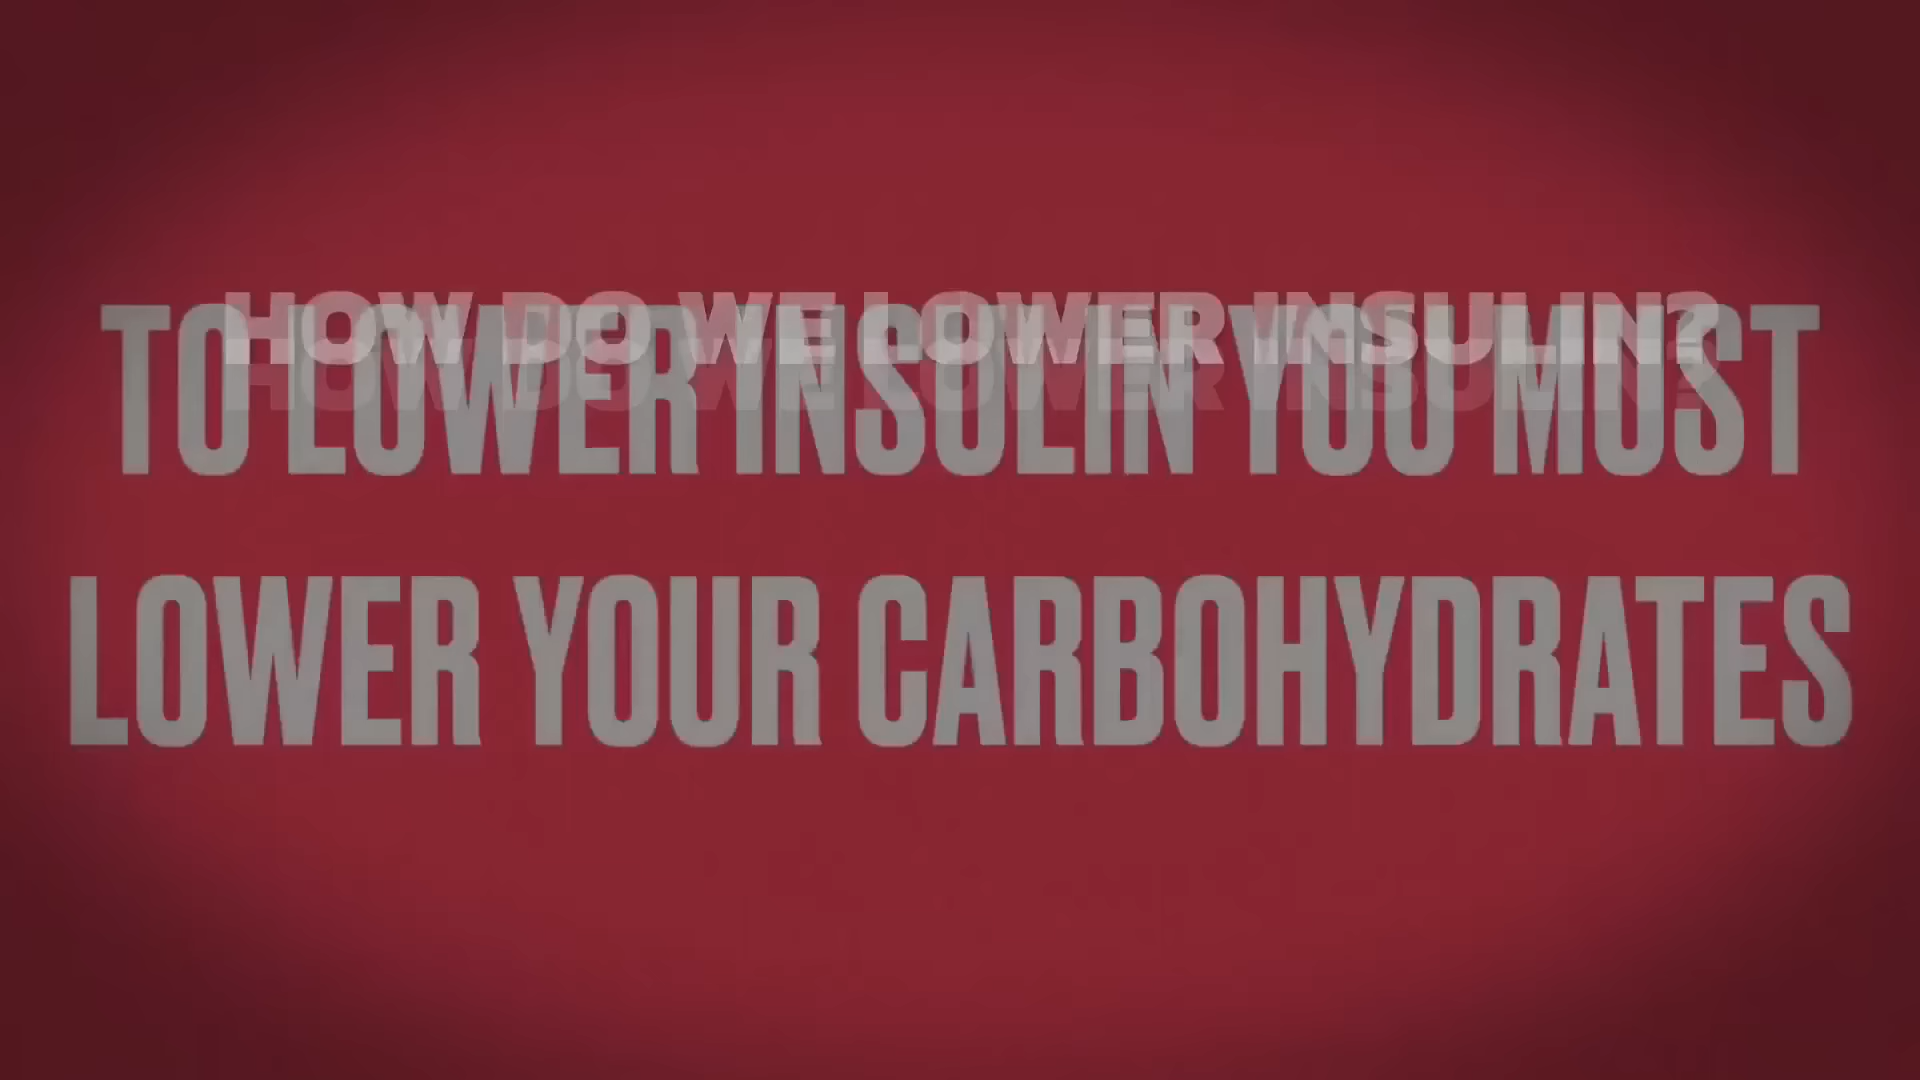 HOW DO WE LOWER INSULIN?
TO LOWER INSULIN YOU MUST
LOWER YOUR CARBOHYDRATES